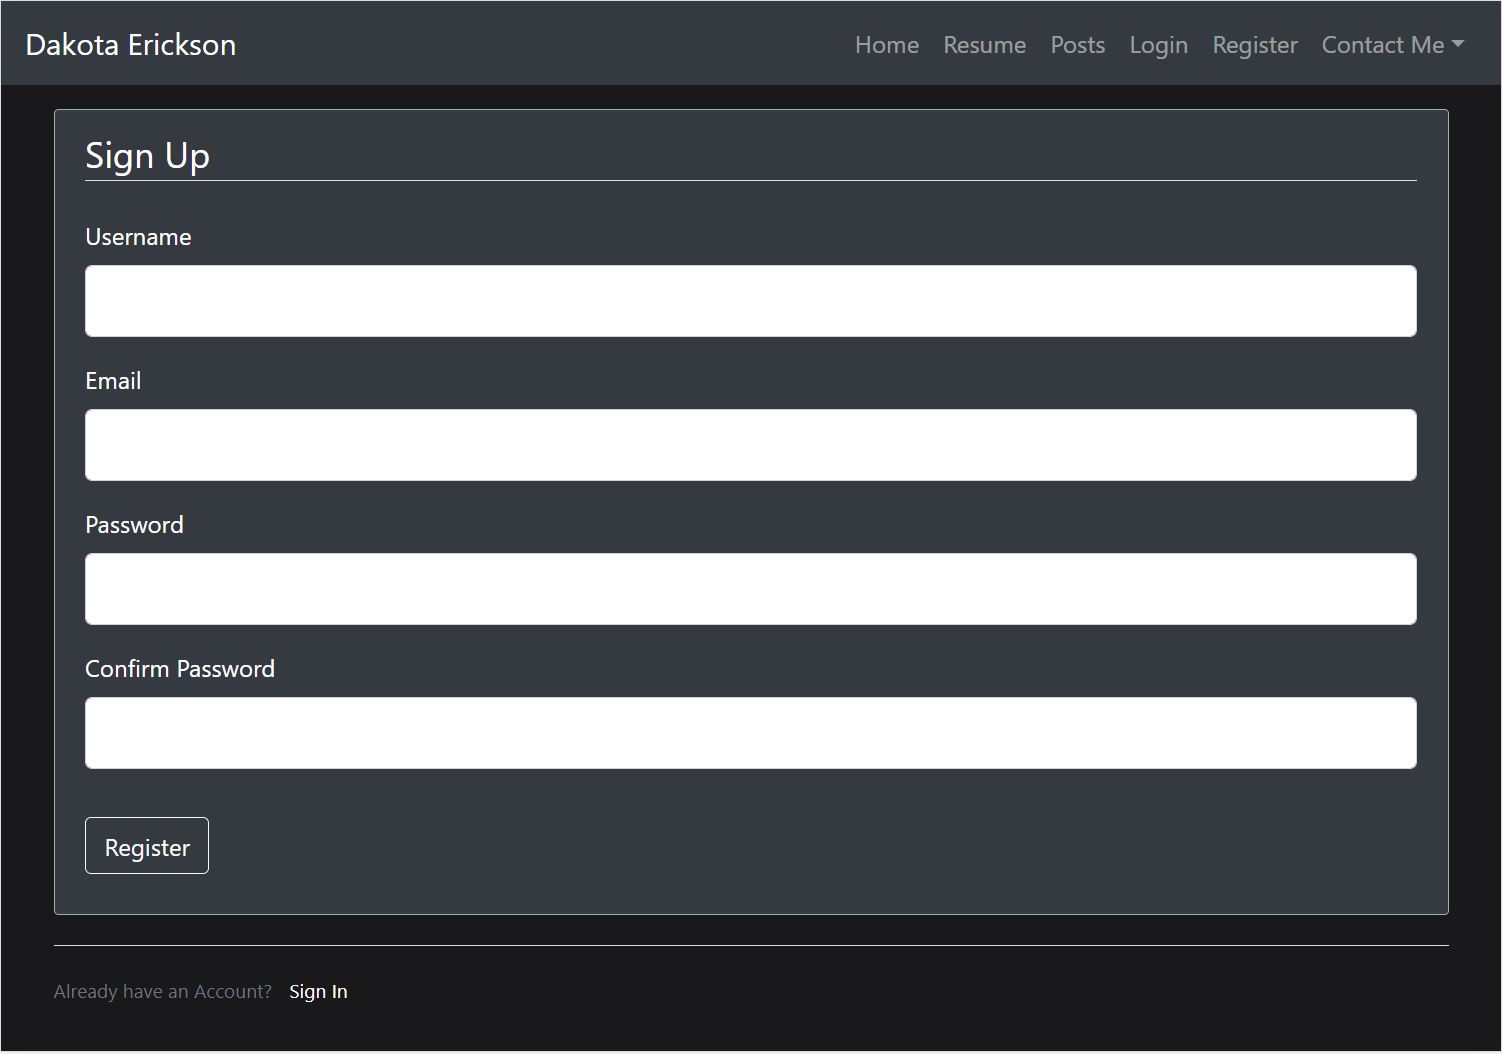 Dakota Erickson Home Resume Posts Login Register Contact Me
Sign Up
Username
Email
Password
Confirm Password
Register
Already have an Account? Sign In